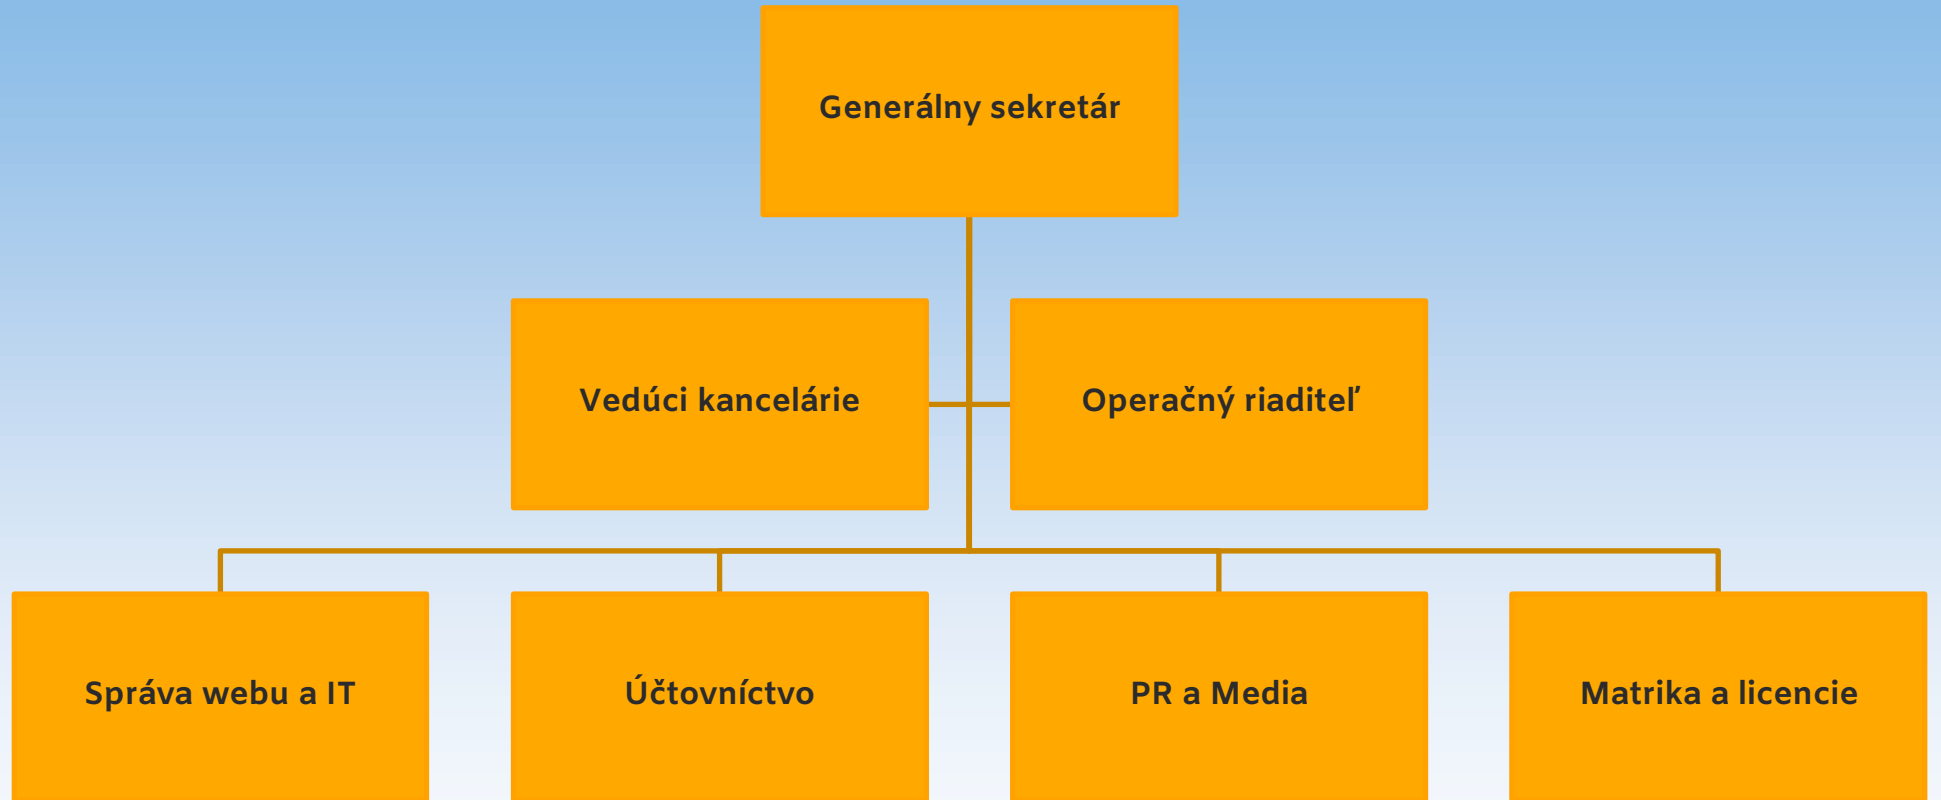 Generálny sekretár
Vedúci kancelárie
Operačný riaditeľ
Správa webu a IT
Účtovníctvo
PR a Media
Matrika a licencie